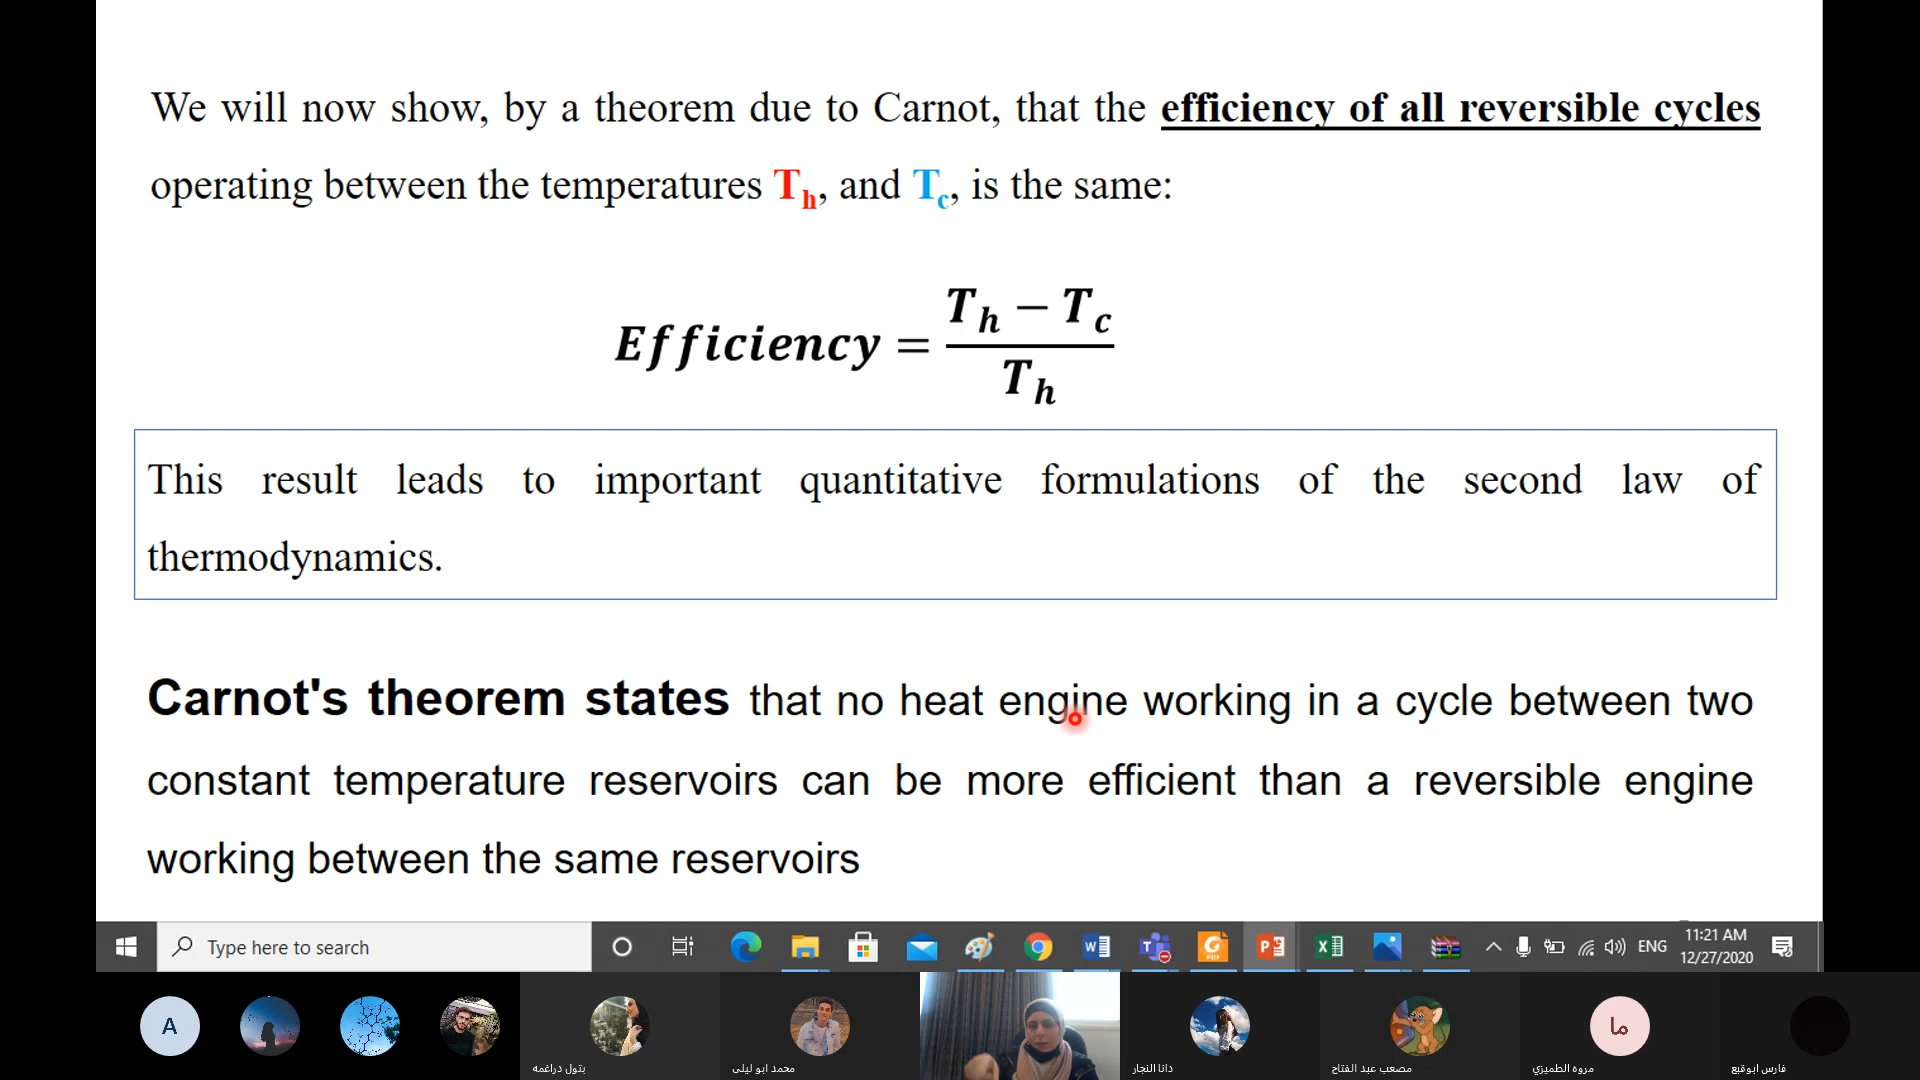 We will now show, by a theorem due to Carnot, that the efficiency of all reversible cycles
operating between the temperatures Th, and Tc, is the same:
Efficiency = (Th − Tc) / Th
This result leads to important quantitative formulations of the second law of
thermodynamics.
Carnot's theorem states that no heat engine working in a cycle between two
constant temperature reservoirs can be more efficient than a reversible engine
working between the same reservoirs
Type here to search
ENG
11:21 AM
12/27/2020
A
بتول دراغمه
محمد ابو ليلى
دانا النجار
مصعب عبد الفتاح
ما
مروه الطميزي
فارس ابوقبع